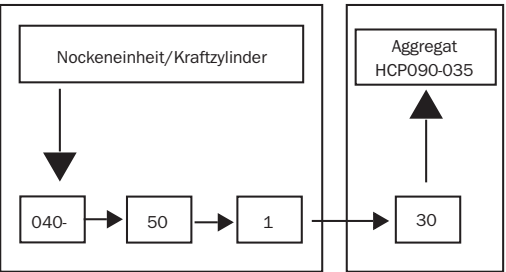 Nockeneinheit/Kraftzylinder
Aggregat
HCP090-035
040-
50
1
30